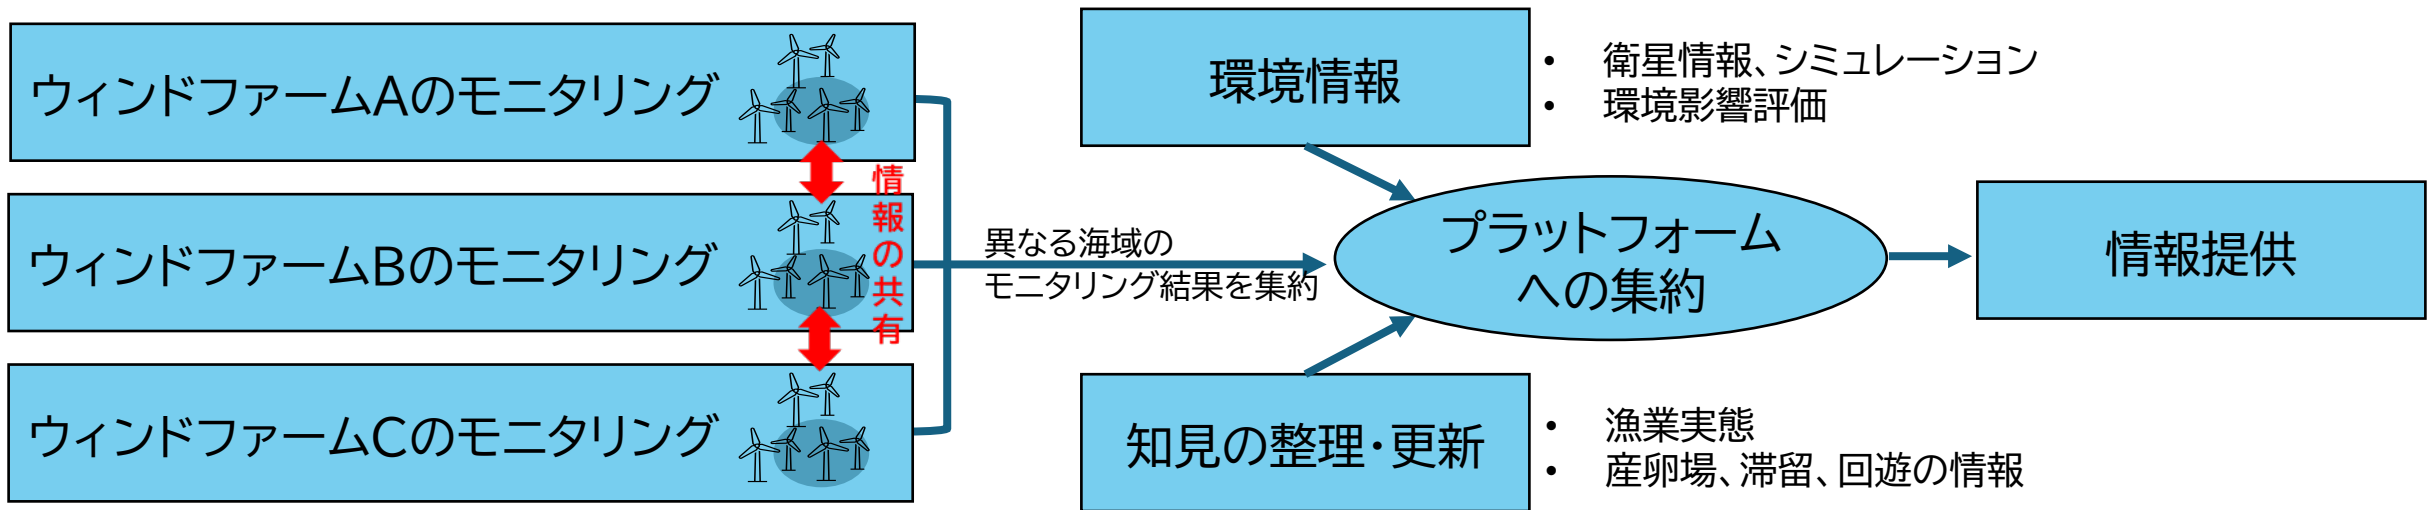 ウィンドファームAのモニタリング
ウィンドファームBのモニタリング
ウィンドファームCのモニタリング
情報の共有
異なる海域の
モニタリング結果を集約
環境情報
• 衛星情報、シミュレーション
• 環境影響評価
プラットフォーム
への集約
知見の整理・更新
• 漁業実態
• 産卵場、滞留、回遊の情報
情報提供